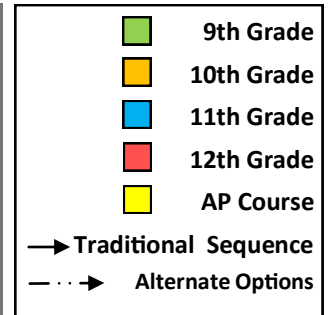 9th Grade
10th Grade
11th Grade
12th Grade
AP Course
Traditional Sequence
Alternate Options